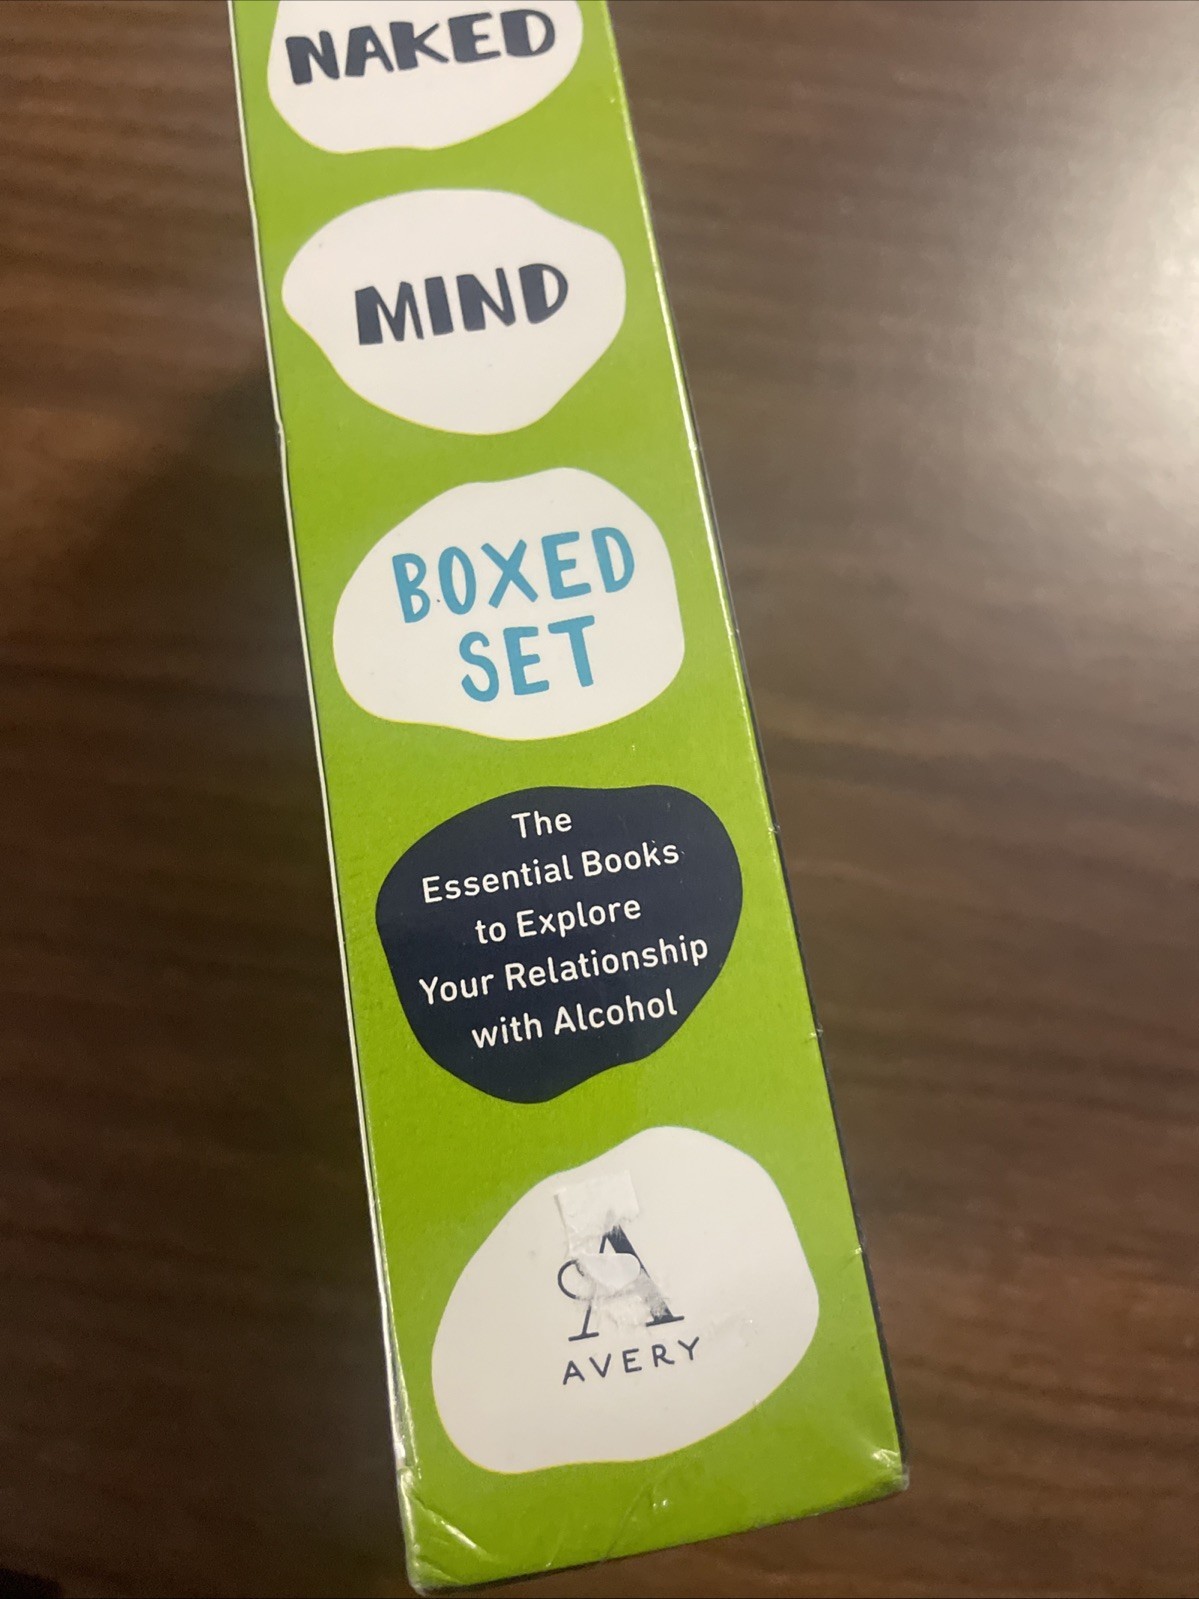 NAKED
MIND
BOXED
SET
The
Essential Books
to Explore
Your Relationship
with Alcohol
A
AVERY